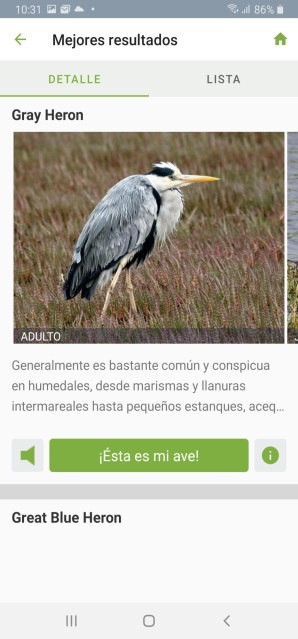 10:31 86%
Mejores resultados
DETALLE LISTA
Gray Heron
ADULTO
Generalmente es bastante común y conspicua
en humedales, desde marismas y llanuras
intermareales hasta pequeños estanques, aceq...
¡Ésta es mi ave!
Great Blue Heron